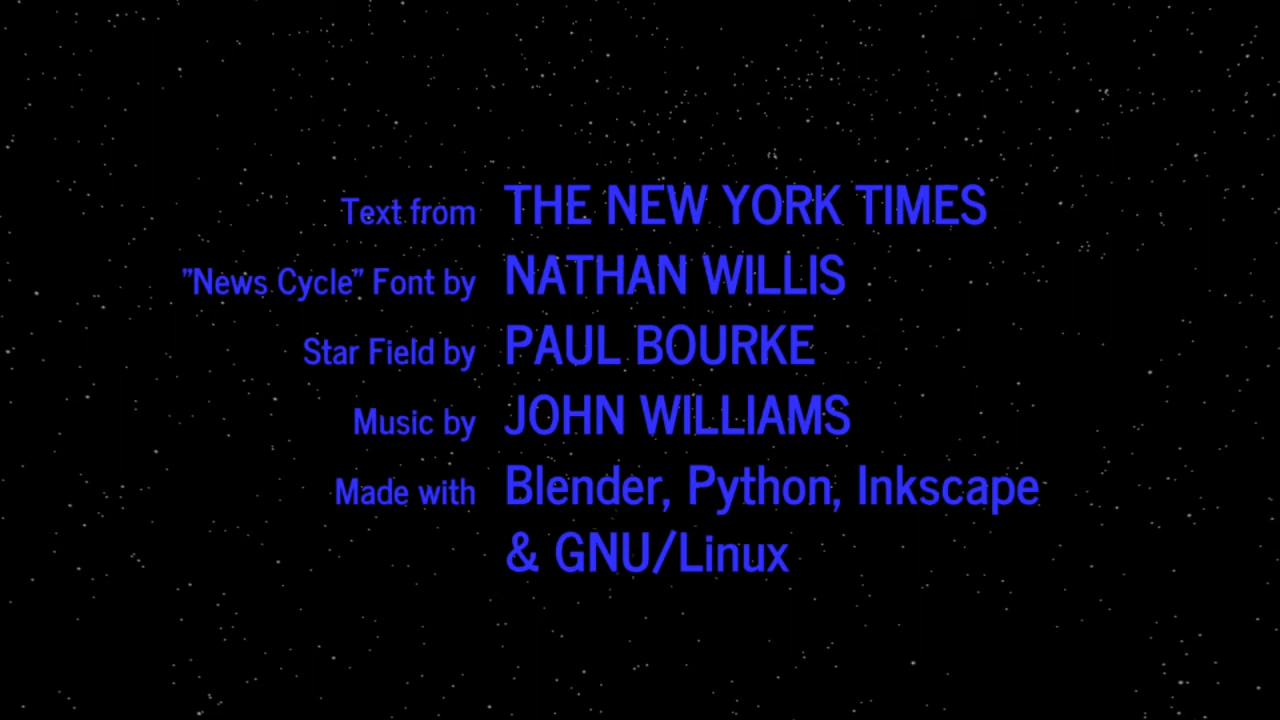 Text from THE NEW YORK TIMES
"News Cycle" Font by NATHAN WILLIS
Star Field by PAUL BOURKE
Music by JOHN WILLIAMS
Made with Blender, Python, Inkscape
& GNU/Linux